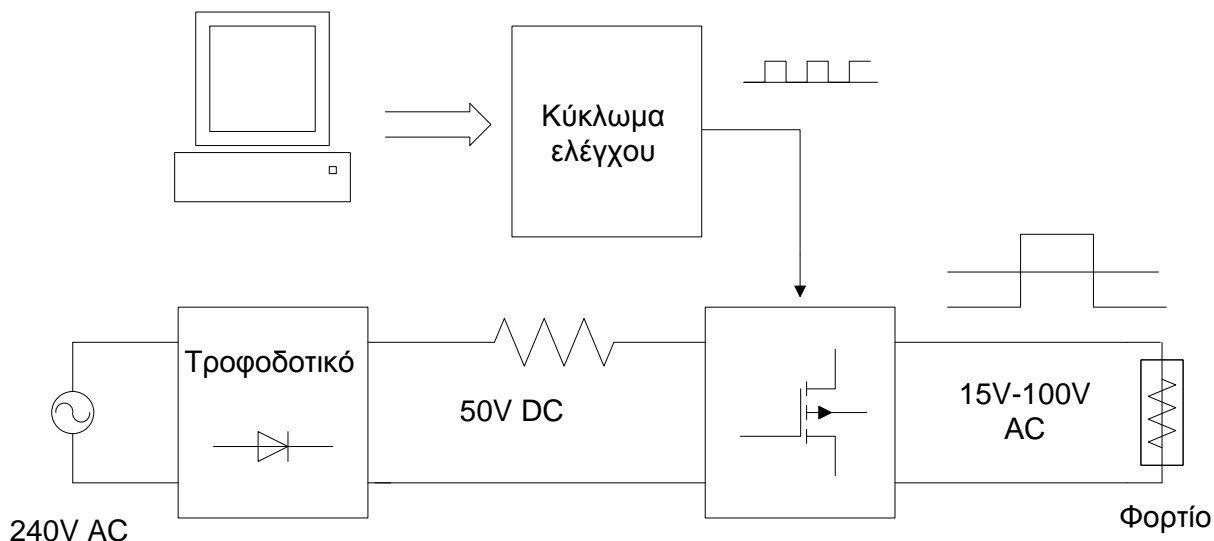 Κύκλωμα
ελέγχου
Τροφοδοτικό
50V DC
15V-100V
AC
240V AC
Φορτίο